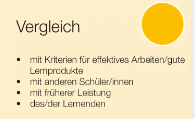 Vergleich
• mit Kriterien für effektives Arbeiten/gute
Lernprodukte
• mit anderen Schüler/innen
• mit früherer Leistung
• des/der Lernenden